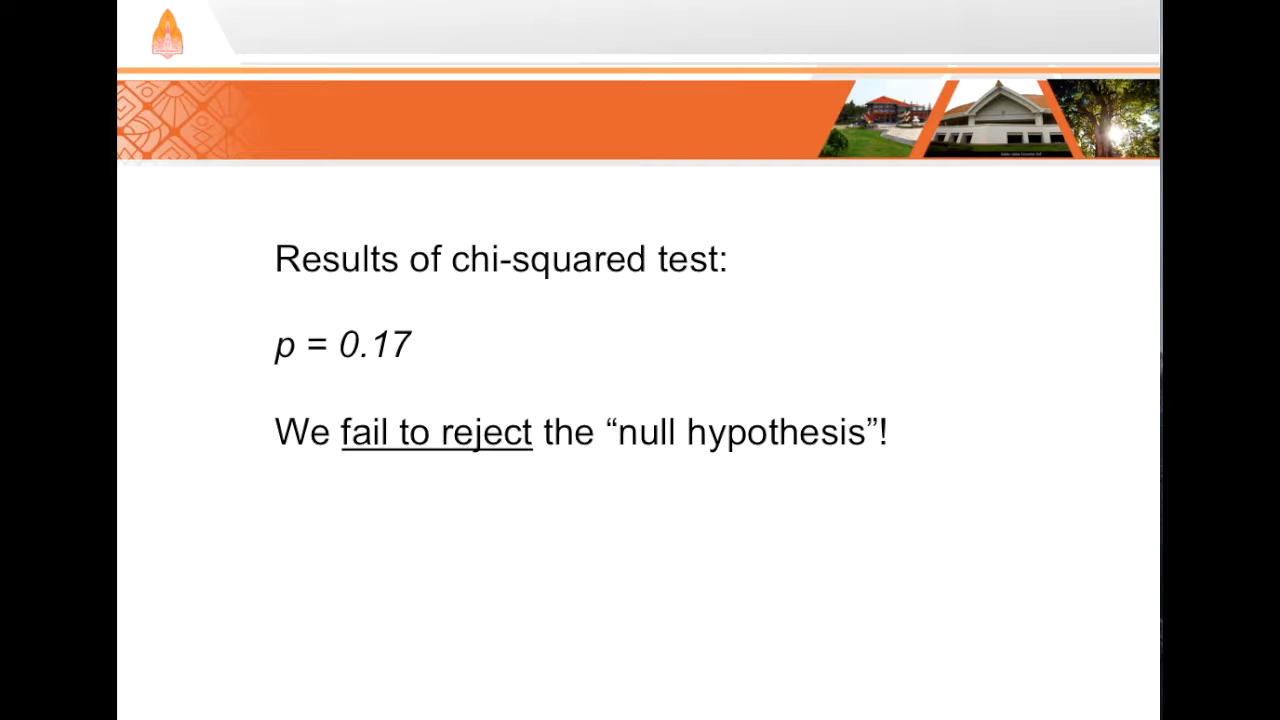 Results of chi-squared test:
p = 0.17
We fail to reject the “null hypothesis”!